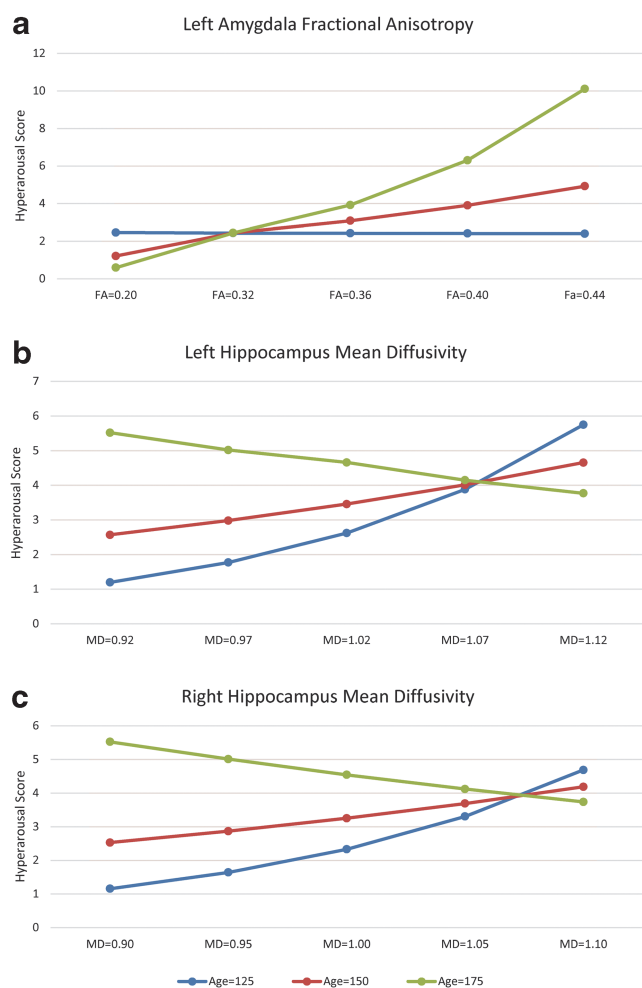 a
Left Amygdala Fractional Anisotropy
12
10
8
6
4
2
0
Hyperarousal Score
FA=0.20 FA=0.32 FA=0.36 FA=0.40 Fa=0.44
b
Left Hippocampus Mean Diffusivity
7
6
5
4
3
2
1
0
Hyperarousal Score
MD=0.92 MD=0.97 MD=1.02 MD=1.07 MD=1.12
c
Right Hippocampus Mean Diffusivity
6
5
4
3
2
1
0
Hyperarousal Score
MD=0.90 MD=0.95 MD=1.00 MD=1.05 MD=1.10
Age=125 Age=150 Age=175